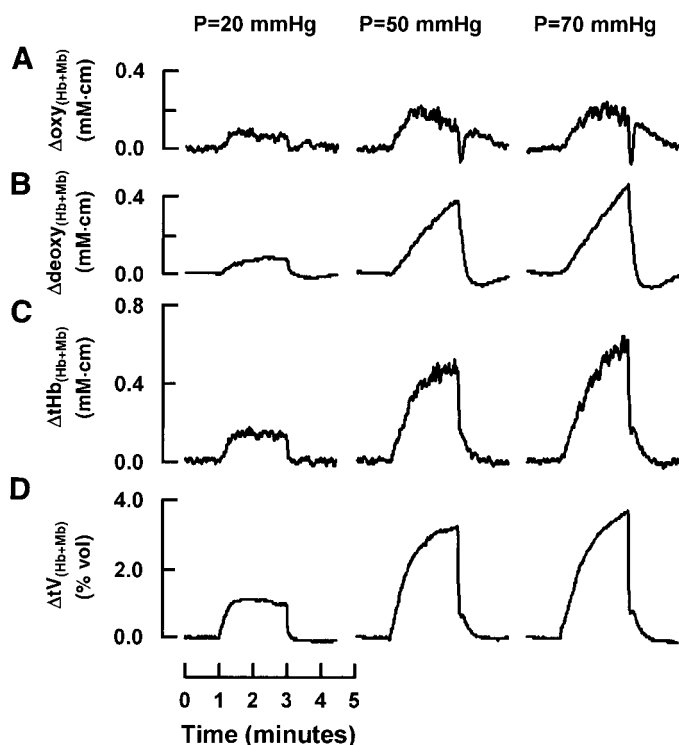 P=20 mmHg P=50 mmHg P=70 mmHg
A
Δoxy(Hb+Mb)
(mM·cm)
0.4
0.0
B
Δdeoxy(Hb+Mb)
(mM·cm)
0.4
0.0
C
ΔtHb(Hb+Mb)
(mM·cm)
0.8
0.4
0.0
D
ΔtV(Hb+Mb)
(% vol)
4.0
2.0
0.0
0 1 2 3 4 5
Time (minutes)